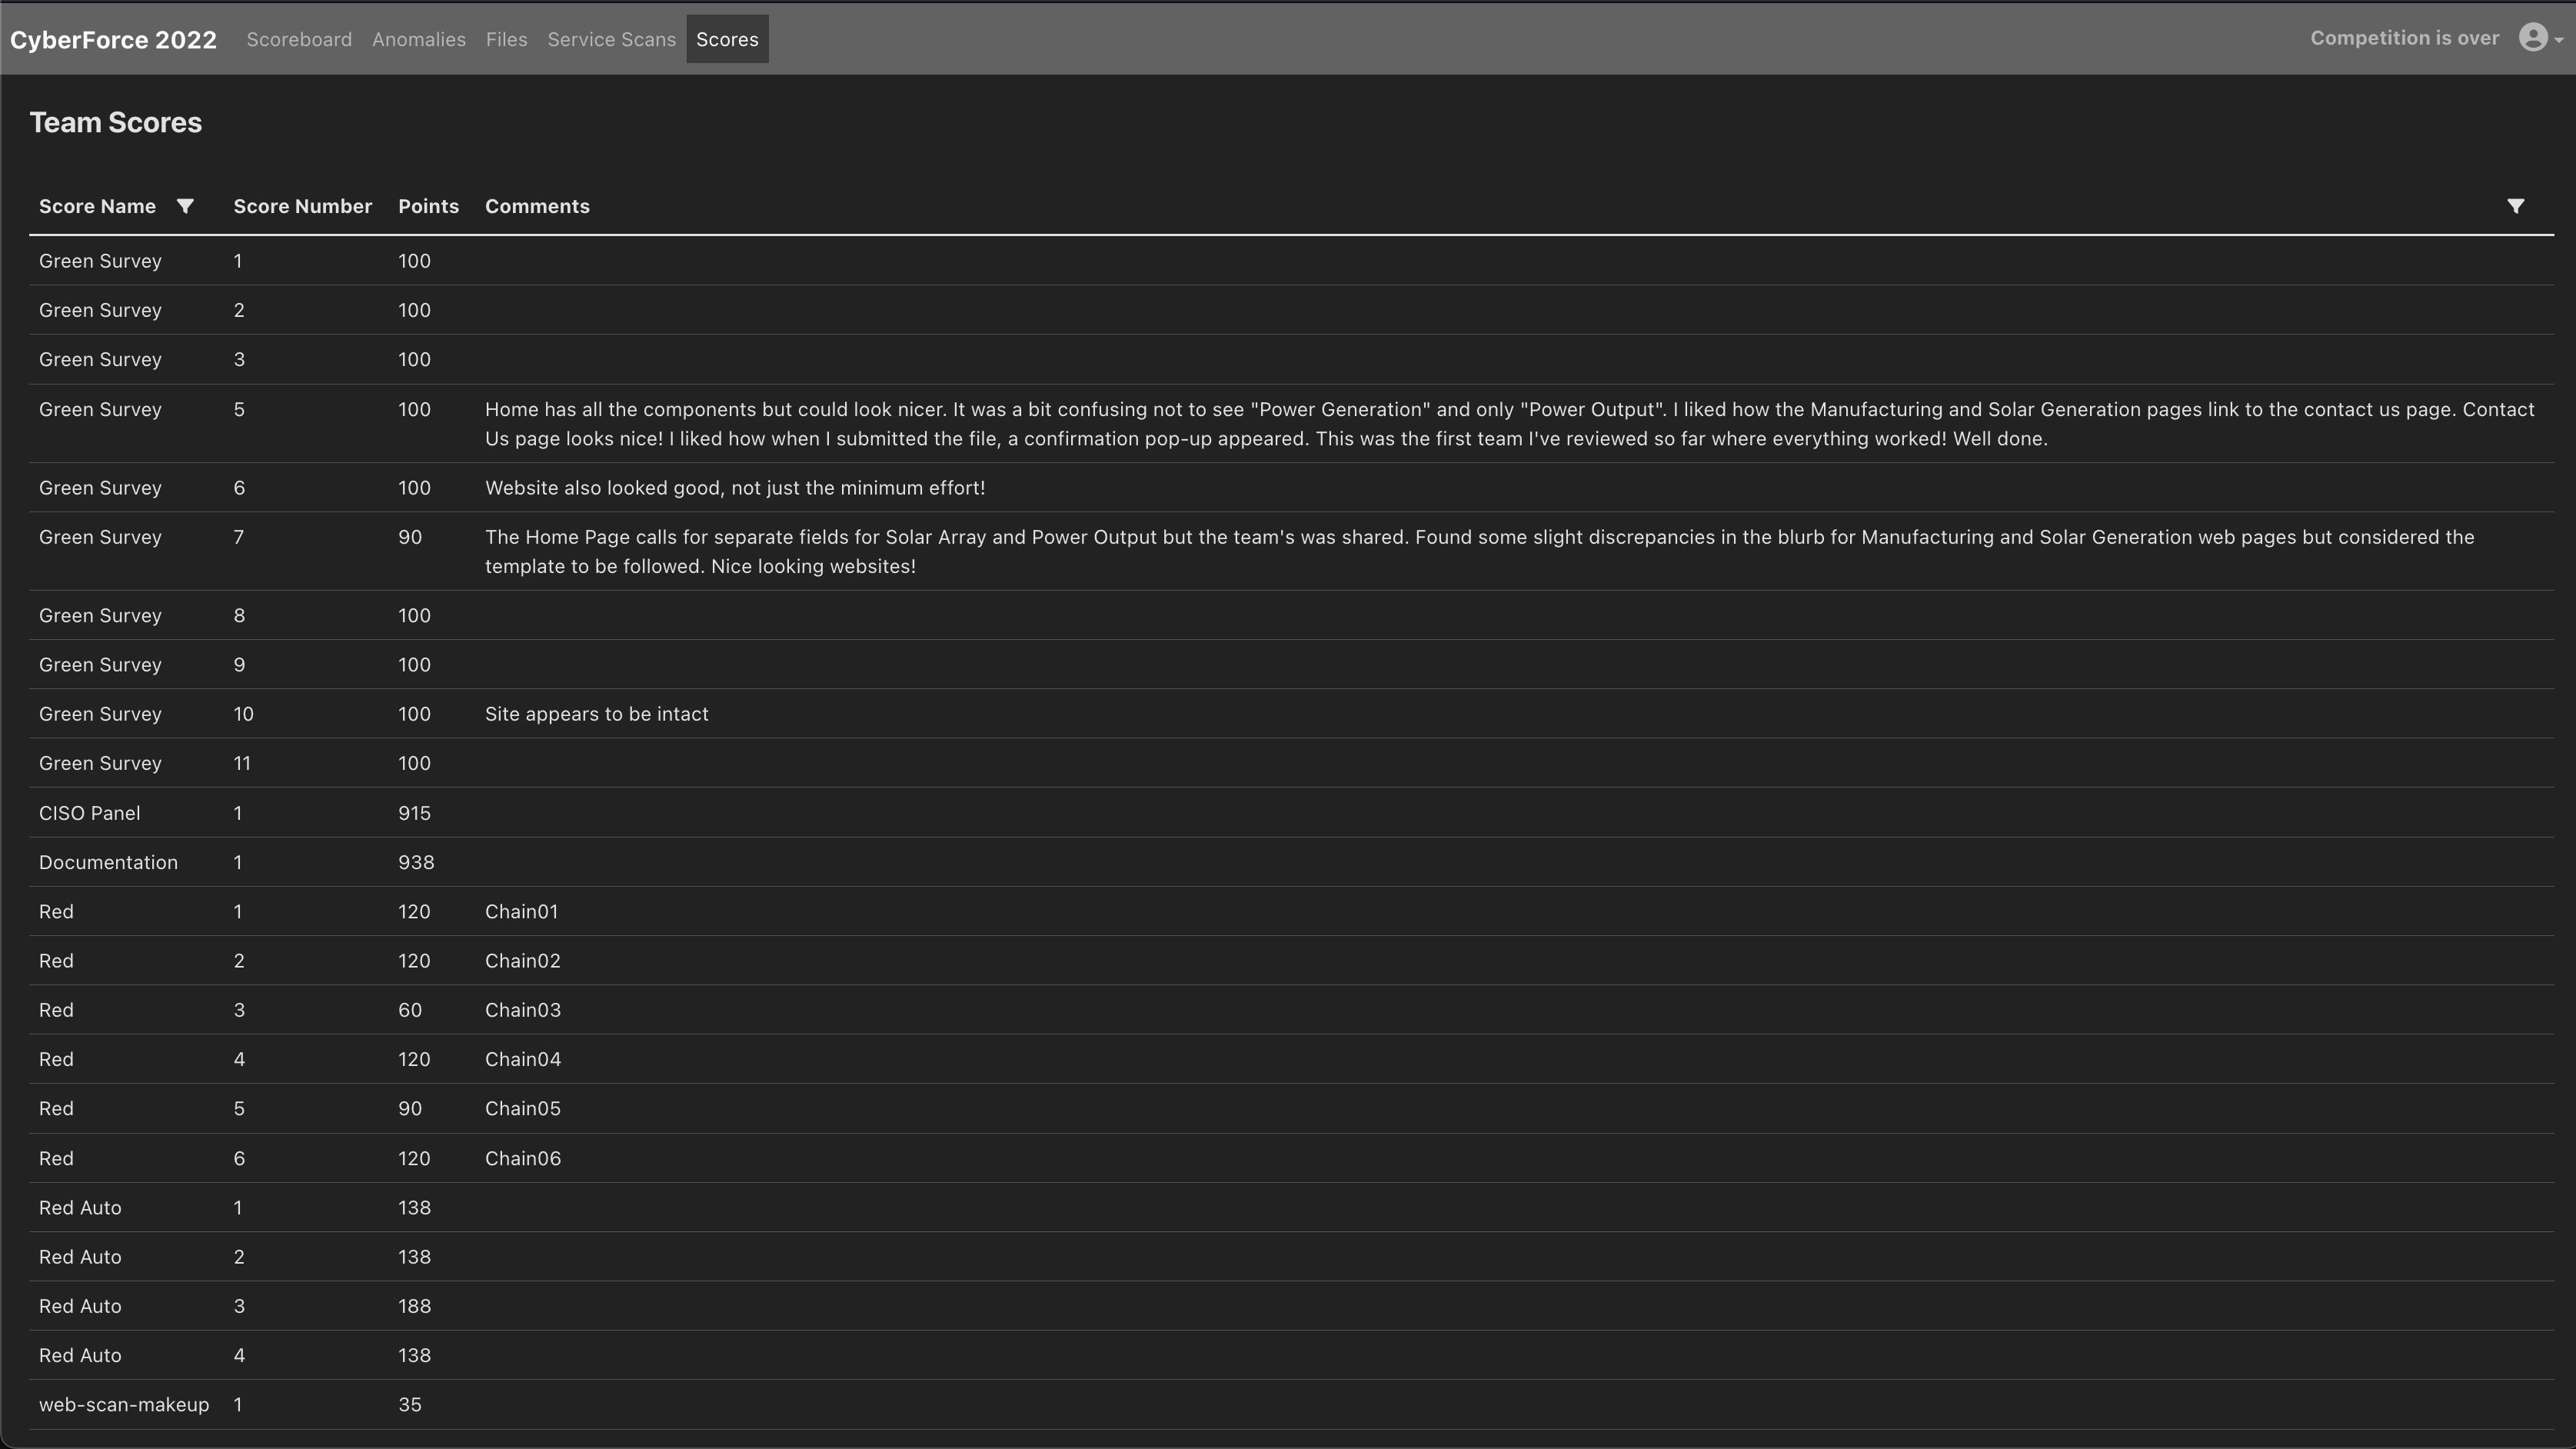 CyberForce 2022 Scoreboard Anomalies Files Service Scans Scores Competition is over
Team Scores
Score Name Score Number Points Comments
Green Survey 1 100
Green Survey 2 100
Green Survey 3 100
Green Survey 5 100 Home has all the components but could look nicer. It was a bit confusing not to see "Power Generation" and only "Power Output". I liked how the Manufacturing and Solar Generation pages link to the contact us page. Contact
Us page looks nice! I liked how when I submitted the file, a confirmation pop-up appeared. This was the first team I've reviewed so far where everything worked! Well done.
Green Survey 6 100 Website also looked good, not just the minimum effort!
Green Survey 7 90 The Home Page calls for separate fields for Solar Array and Power Output but the team's was shared. Found some slight discrepancies in the blurb for Manufacturing and Solar Generation web pages but considered the
template to be followed. Nice looking websites!
Green Survey 8 100
Green Survey 9 100
Green Survey 10 100 Site appears to be intact
Green Survey 11 100
CISO Panel 1 915
Documentation 1 938
Red 1 120 Chain01
Red 2 120 Chain02
Red 3 60 Chain03
Red 4 120 Chain04
Red 5 90 Chain05
Red 6 120 Chain06
Red Auto 1 138
Red Auto 2 138
Red Auto 3 188
Red Auto 4 138
web-scan-makeup 1 35